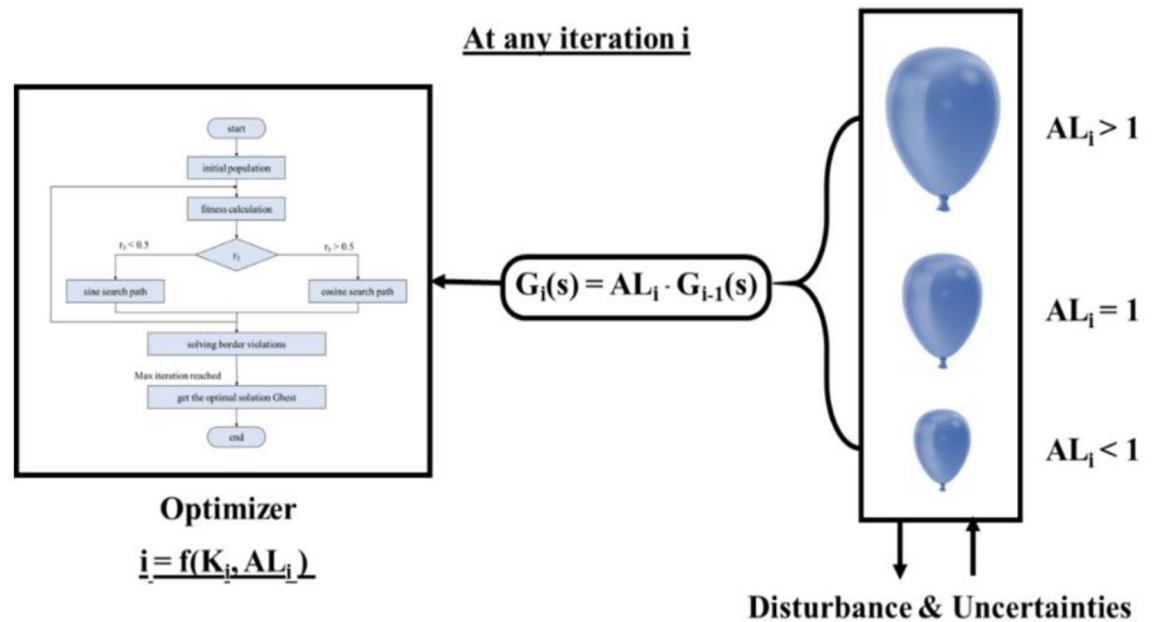 At any iteration i
start
initial population
fitness calculation
r₁ < 0.5
r₁
r₁ > 0.5
sine search path
cosine search path
solving border violations
Max iteration reached
get the optimal solution Gbest
end
Optimizer
i = f(Kᵢ, ALᵢ)
Gᵢ(s) = ALᵢ · Gᵢ₋₁(s)
ALᵢ > 1
ALᵢ = 1
ALᵢ < 1
Disturbance & Uncertainties